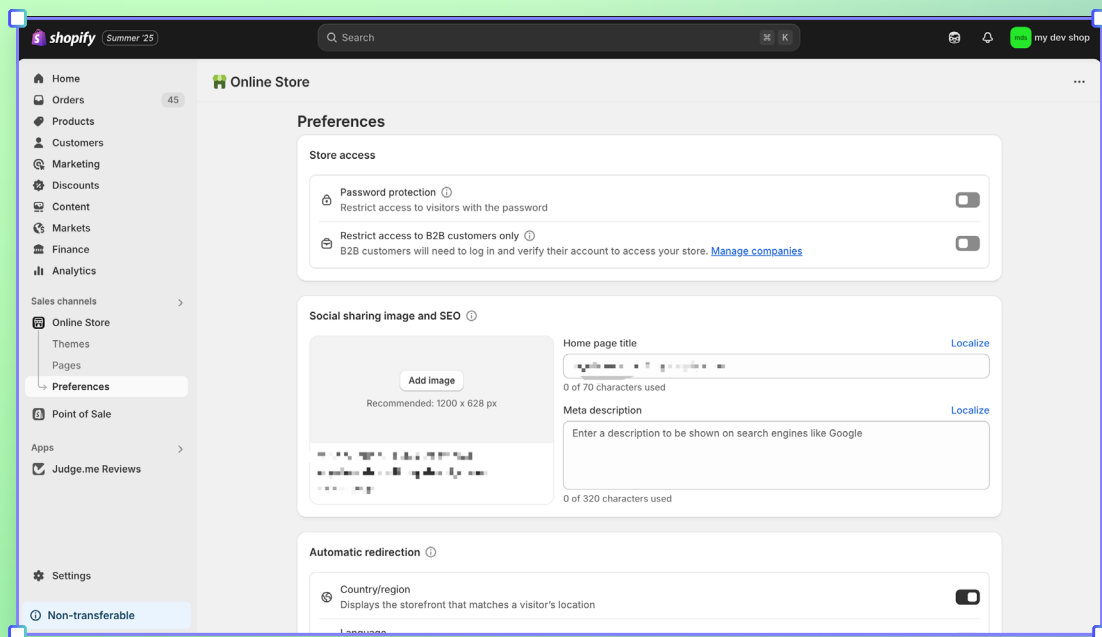 shopify Summer '25
Search
⌘ K
mds my dev shop
Home
Orders 45
Products
Customers
Marketing
Discounts
Content
Markets
Finance
Analytics
Sales channels
Online Store
Themes
Pages
Preferences
Point of Sale
Apps
Judge.me Reviews
Settings
Non-transferable
Online Store
Preferences
Store access
Password protection
Restrict access to visitors with the password
Restrict access to B2B customers only
B2B customers will need to log in and verify their account to access your store. Manage companies
Social sharing image and SEO
Add image
Recommended: 1200 x 628 px
Home page title Localize
0 of 70 characters used
Meta description Localize
Enter a description to be shown on search engines like Google
0 of 320 characters used
Automatic redirection
Country/region
Displays the storefront that matches a visitor's location
Language